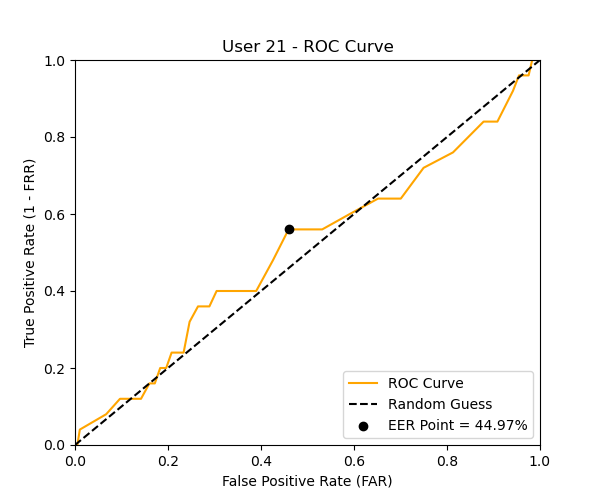 User 21 - ROC Curve
True Positive Rate (1 - FRR)
1.0
0.8
0.6
0.4
0.2
0.0
0.0 0.2 0.4 0.6 0.8 1.0
False Positive Rate (FAR)
ROC Curve
Random Guess
EER Point = 44.97%